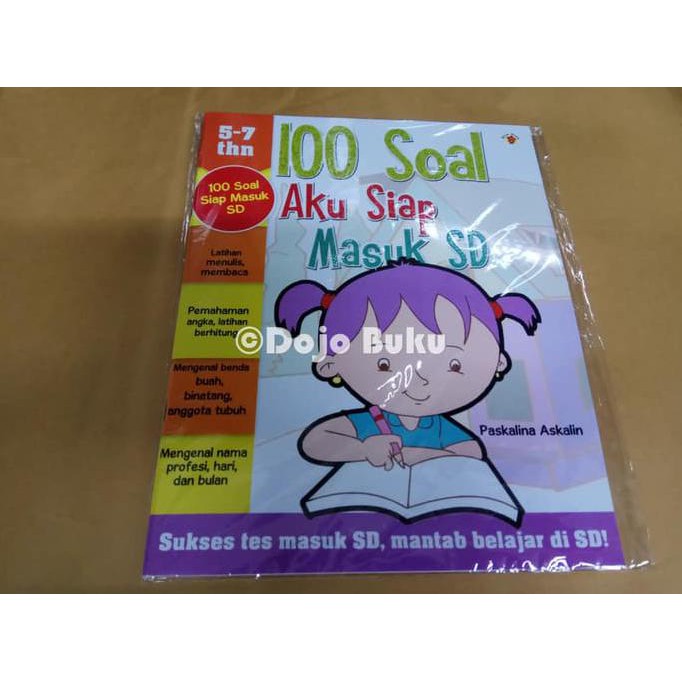 5-7
thn
100 Soal
Aku Siap
Masuk SD
100 Soal
Siap Masuk
SD
Latihan
menulis,
membaca
Pemahaman
angka, latihan
berhitung
Mengenal benda
buah,
binatang,
anggota tubuh
Mengenal nama
profesi, hari,
dan bulan
©Dojo Buku
Paskalina Askalin
Sukses tes masuk SD, mantab belajar di SD!